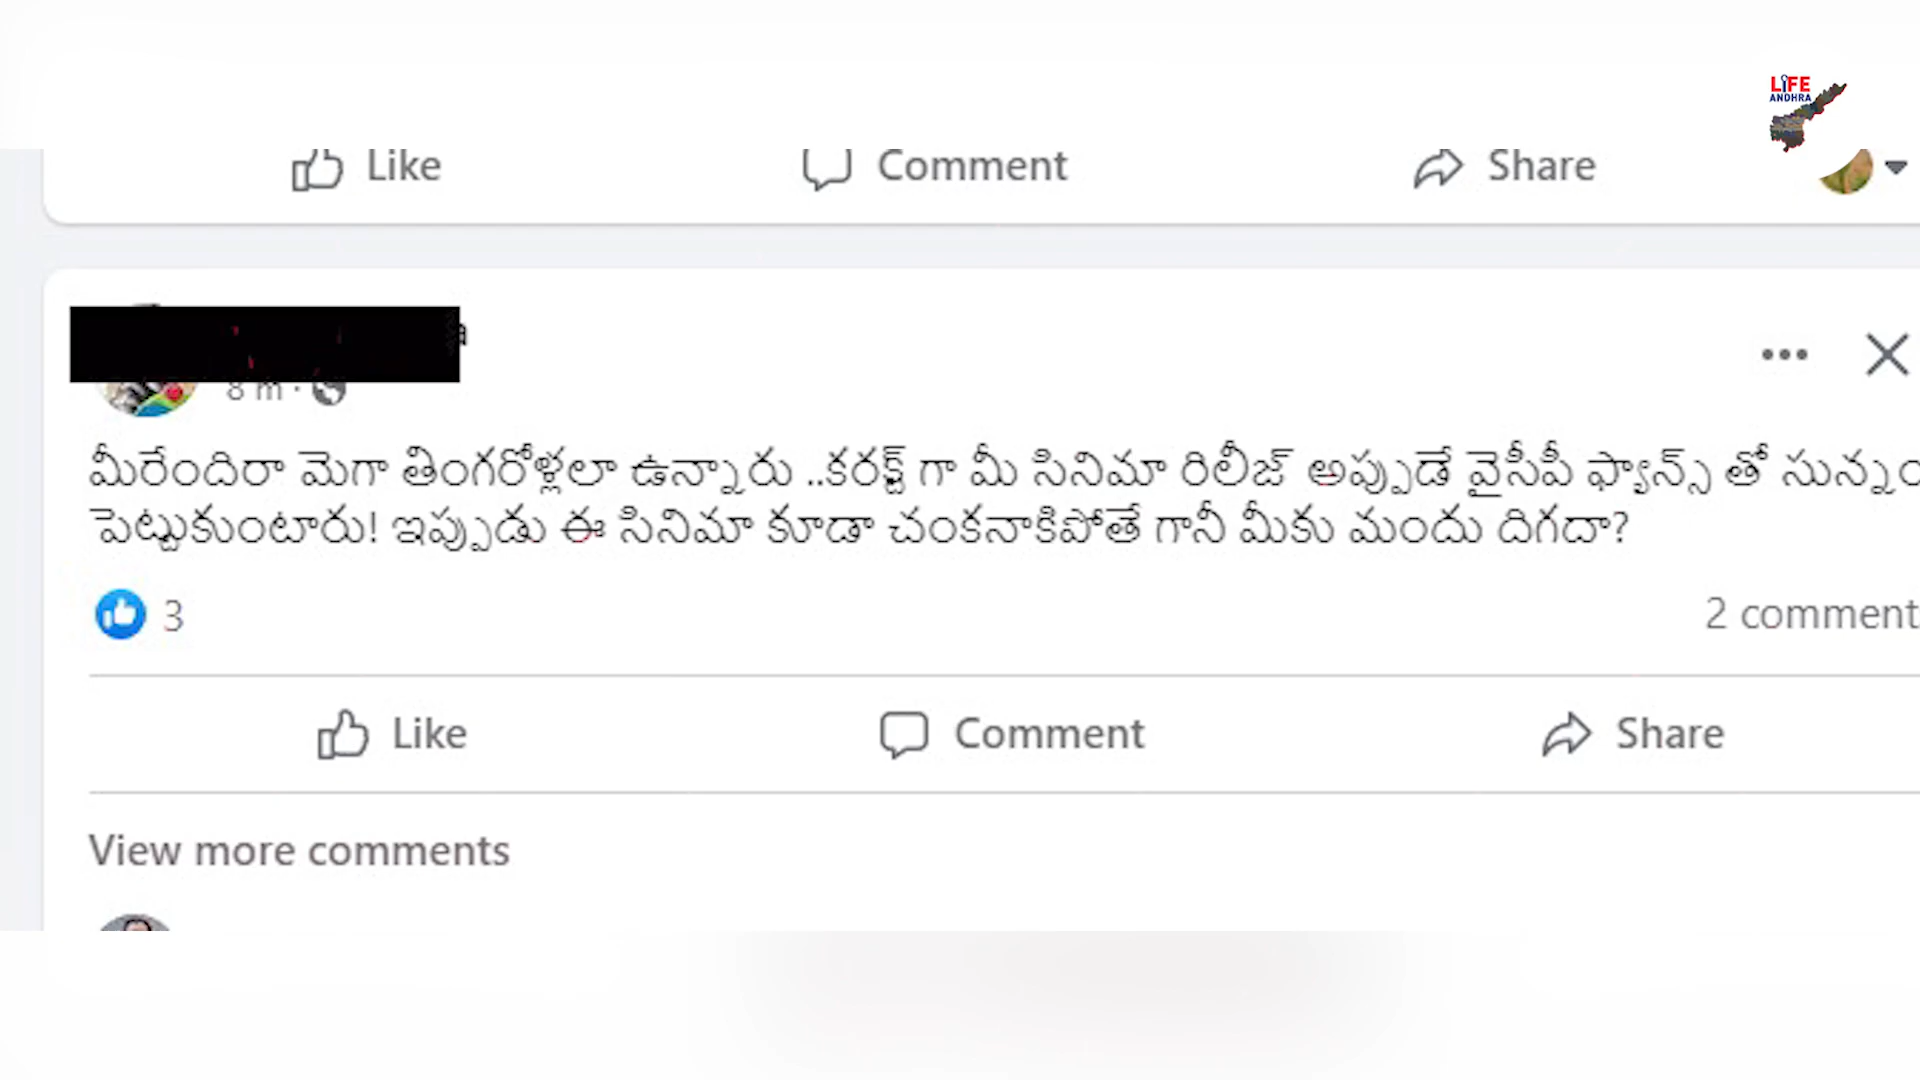 LiFE
ANDHRA
Like Comment Share
8 m ·
మీరేందిరా మెగా తింగరోళ్లలా ఉన్నారు ..కరక్ట్ గా మీ సినిమా రిలీజ్ అప్పుడే వైసీపీ ఫ్యాన్స్ తో సున్నం
పెట్టుకుంటారు! ఇప్పుడు ఈ సినిమా కూడా చంకనాకిపోతే గానీ మీకు మందు దిగదా?
3 2 comment
Like Comment Share
View more comments